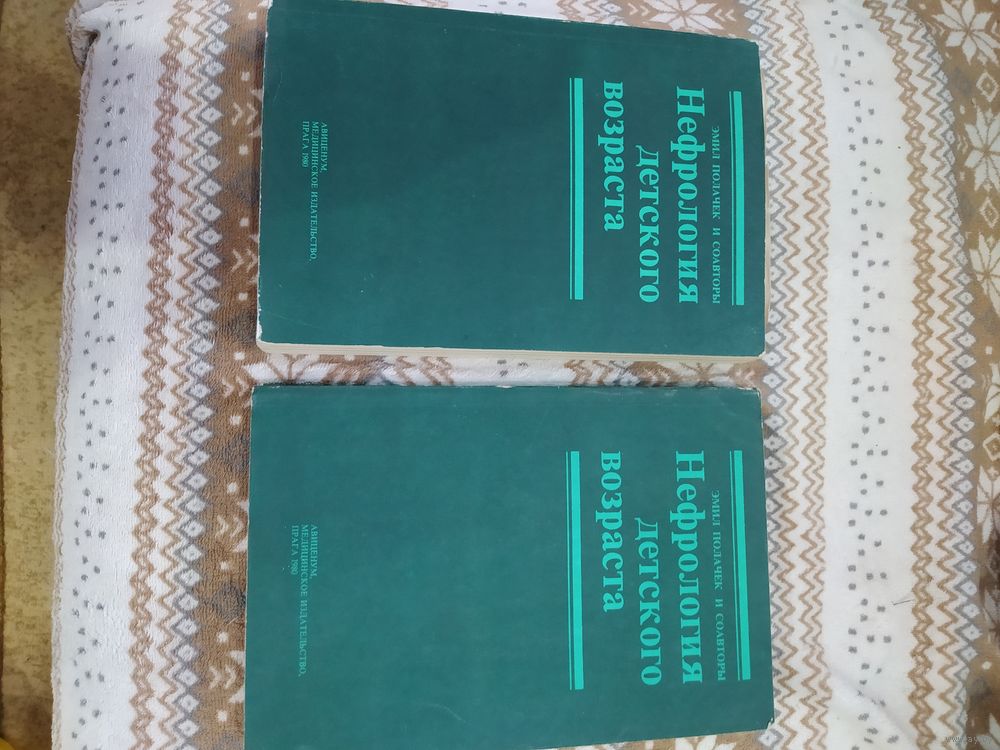 ЭМИЛ ПОЛАЧЕК И СОАВТОРЫ
Нефрология
детского
возраста
АВИЦЕНУМ,
МЕДИЦИНСКОЕ ИЗДАТЕЛЬСТВО,
ПРАГА 1980
ЭМИЛ ПОЛАЧЕК И СОАВТОРЫ
Нефрология
детского
возраста
АВИЦЕНУМ,
МЕДИЦИНСКОЕ ИЗДАТЕЛЬСТВО,
ПРАГА 1980